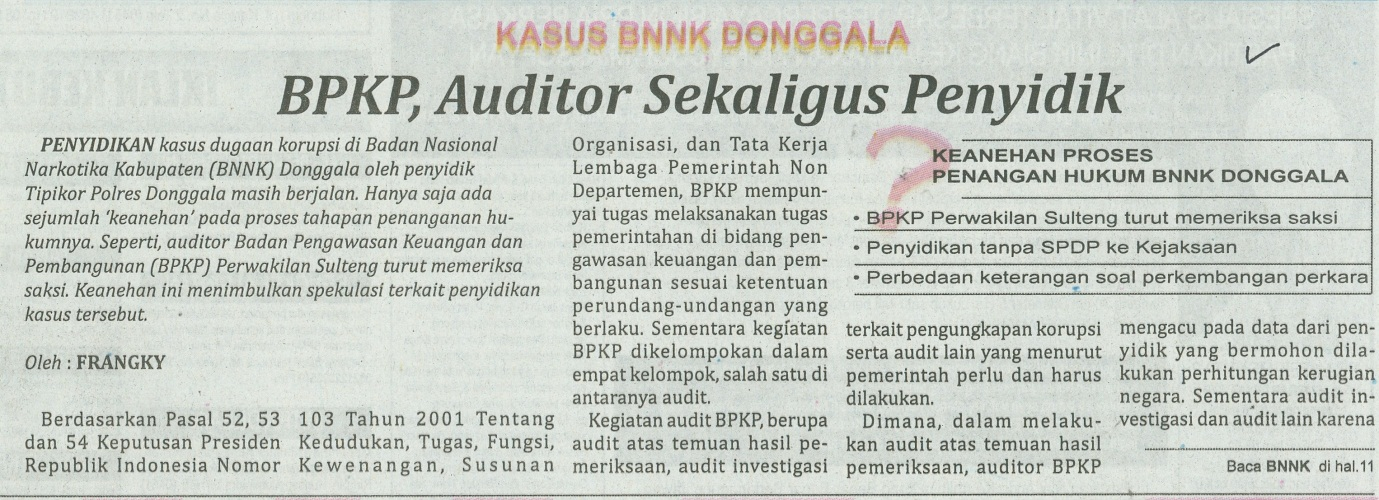 KASUS BNNK DONGGALA
BPKP, Auditor Sekaligus Penyidik
PENYIDIKAN kasus dugaan korupsi di Badan Nasional
Narkotika Kabupaten (BNNK) Donggala oleh penyidik
Tipikor Polres Donggala masih berjalan. Hanya saja ada
sejumlah ‘keanehan’ pada proses tahapan penanganan hu-
kumnya. Seperti, auditor Badan Pengawasan Keuangan dan
Pembangunan (BPKP) Perwakilan Sulteng turut memeriksa
saksi. Keanehan ini menimbulkan spekulasi terkait penyidikan
kasus tersebut.
Oleh : FRANGKY
Berdasarkan Pasal 52, 53
dan 54 Keputusan Presiden
Republik Indonesia Nomor
103 Tahun 2001 Tentang
Kedudukan, Tugas, Fungsi,
Kewenangan, Susunan
Organisasi, dan Tata Kerja
Lembaga Pemerintah Non
Departemen, BPKP mempun-
yai tugas melaksanakan tugas
pemerintahan di bidang pen-
gawasan keuangan dan pem-
bangunan sesuai ketentuan
perundang-undangan yang
berlaku. Sementara kegiatan
BPKP dikelompokan dalam
empat kelompok, salah satu di
antaranya audit.
Kegiatan audit BPKP, berupa
audit atas temuan hasil pe-
meriksaan, audit investigasi
?
KEANEHAN PROSES
PENANGAN HUKUM BNNK DONGGALA
• BPKP Perwakilan Sulteng turut memeriksa saksi
• Penyidikan tanpa SPDP ke Kejaksaan
• Perbedaan keterangan soal perkembangan perkara
terkait pengungkapan korupsi
serta audit lain yang menurut
pemerintah perlu dan harus
dilakukan.
Dimana, dalam melaku-
kan audit atas temuan hasil
pemeriksaan, auditor BPKP
mengacu pada data dari pen-
yidik yang bermohon dila-
kukan perhitungan kerugian
negara. Sementara audit in-
vestigasi dan audit lain karena
Baca BNNK di hal.11